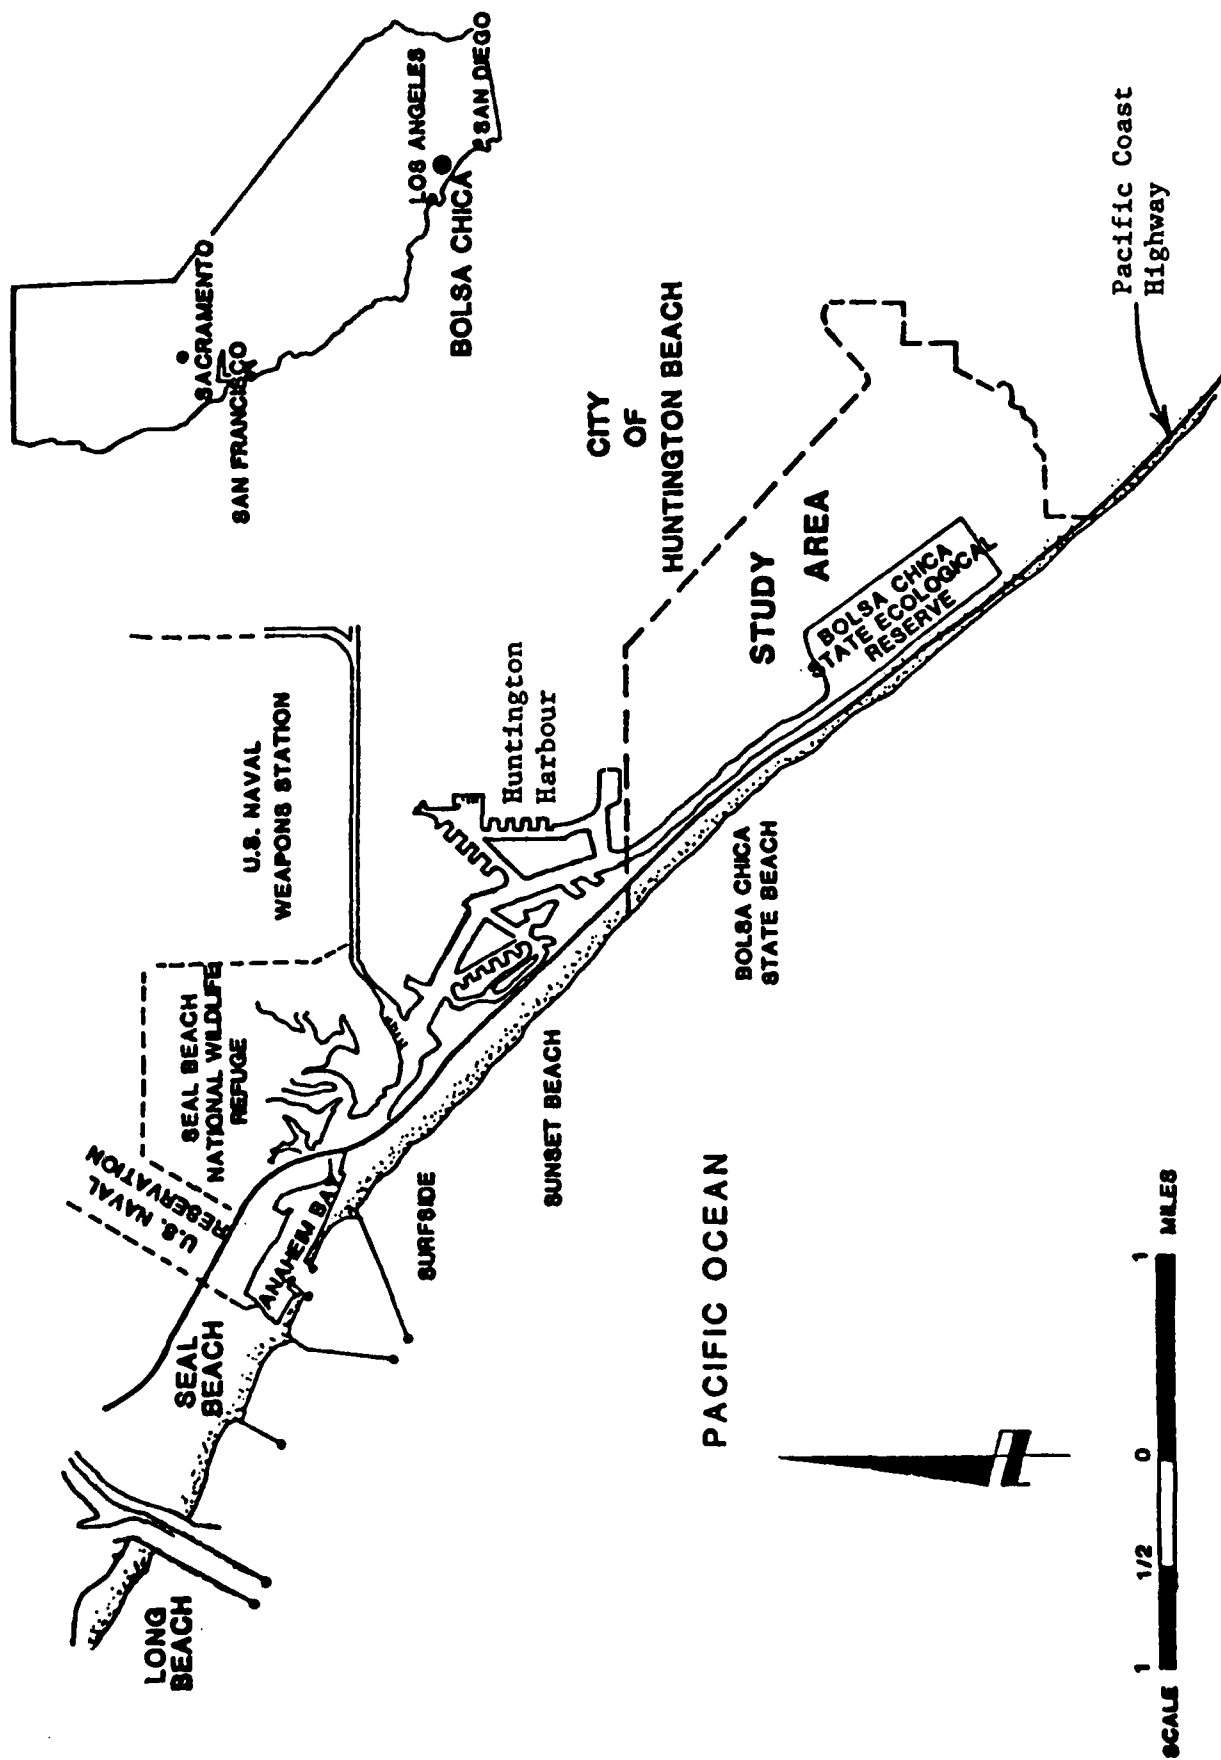 SACRAMENTO
SAN FRANCISCO
LOS ANGELES
BOLSA CHICA
SAN DIEGO
LONG
BEACH
SEAL
BEACH
U.S. NAVAL
RESERVATION
ANAHEIM BAY
SEAL BEACH
NATIONAL WILDLIFE
REFUGE
U.S. NAVAL
WEAPONS STATION
SURFSIDE
SUNSET BEACH
Huntington
Harbour
CITY
OF
HUNTINGTON BEACH
STUDY
AREA
BOLSA CHICA
STATE ECOLOGICAL
RESERVE
BOLSA CHICA
STATE BEACH
PACIFIC OCEAN
Pacific Coast
Highway
SCALE 1 1/2 0 1 MILES